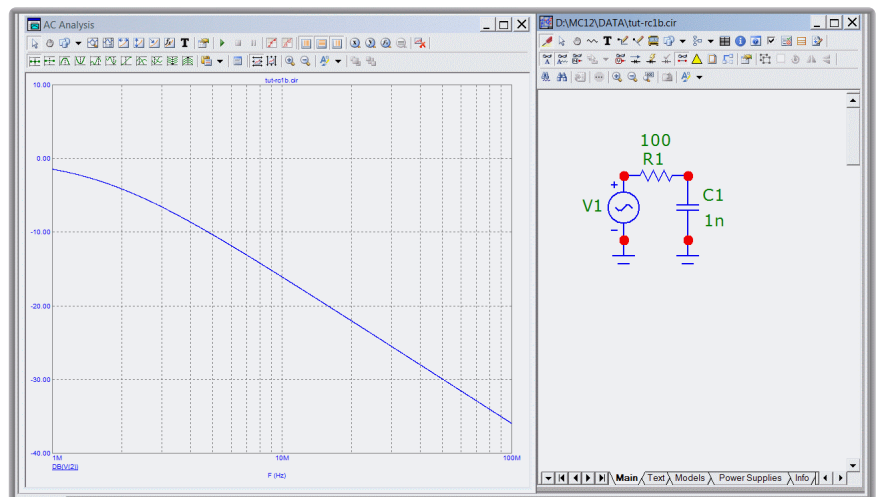 AC Analysis
tut-rc1b.cir
10.00
0.00
-10.00
-20.00
-30.00
-40.00
1M
10M
100M
DB(V(2))
F (Hz)
D:\MC12\DATA\tut-rc1b.cir
100
R1
V1
C1
1n
Main
Text
Models
Power Supplies
Info